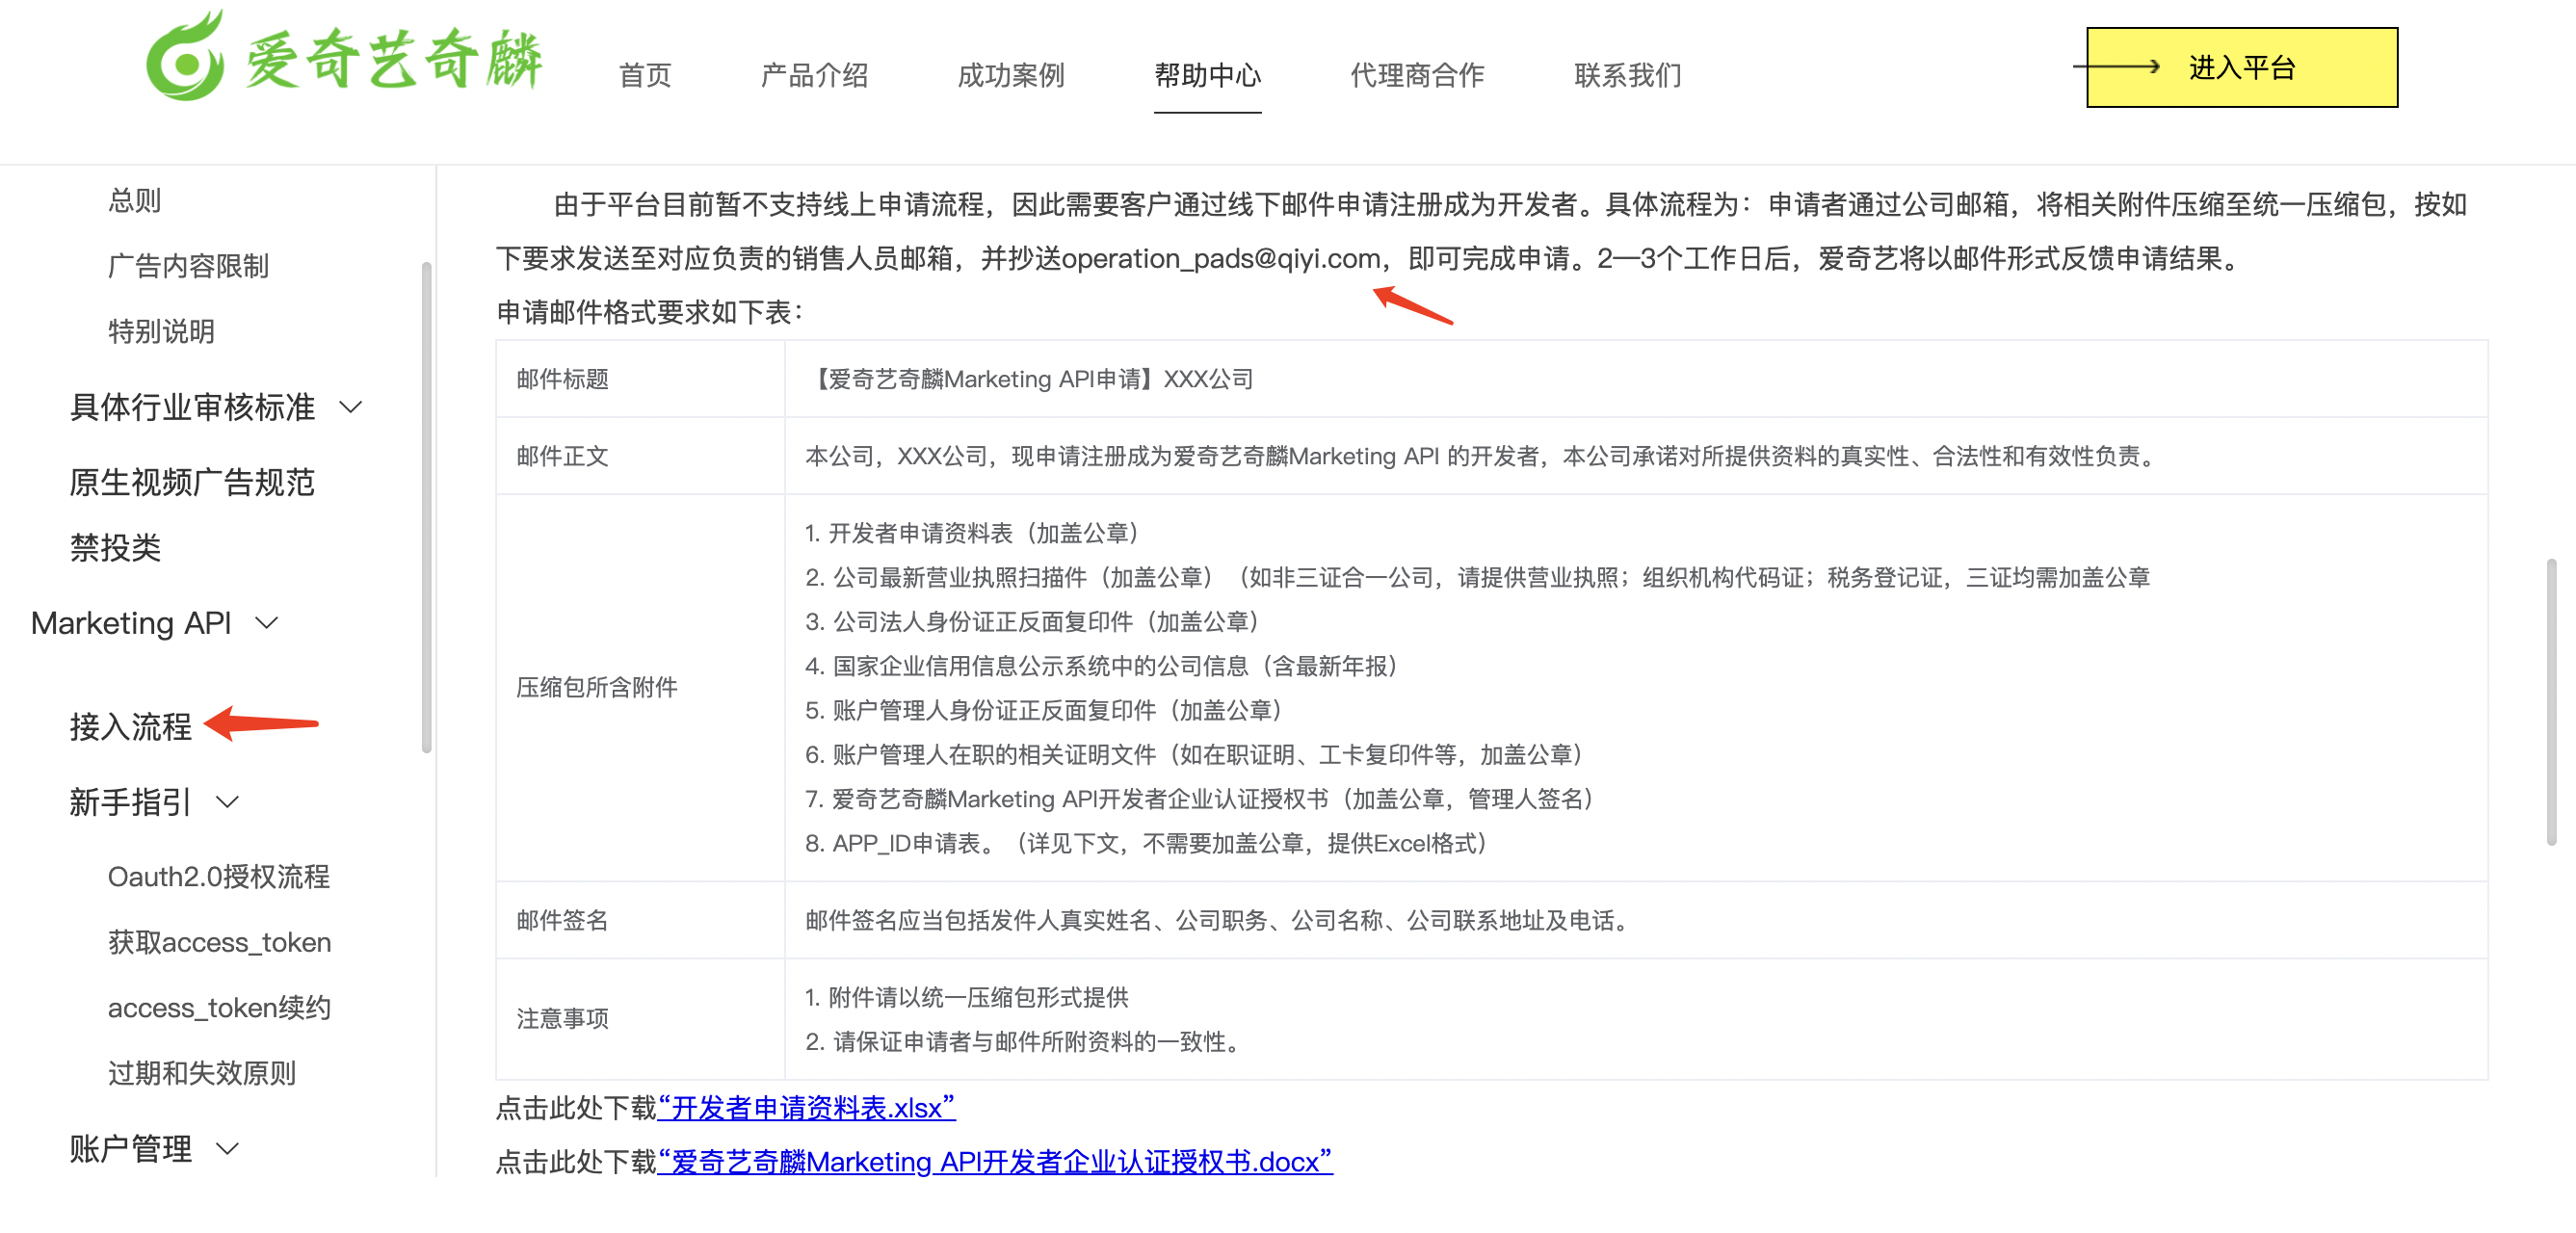 爱奇艺奇麟
首页
产品介绍
成功案例
帮助中心
代理商合作
联系我们
进入平台
总则
广告内容限制
特别说明
具体行业审核标准
原生视频广告规范
禁投类
Marketing API
接入流程
新手指引
Oauth2.0授权流程
获取access_token
access_token续约
过期和失效原则
账户管理
由于平台目前暂不支持线上申请流程，因此需要客户通过线下邮件申请注册成为开发者。具体流程为：申请者通过公司邮箱，将相关附件压缩至统一压缩包，按如
下要求发送至对应负责的销售人员邮箱，并抄送operation_pads@qiyi.com，即可完成申请。2—3个工作日后，爱奇艺将以邮件形式反馈申请结果。
申请邮件格式要求如下表：
邮件标题
【爱奇艺奇麟Marketing API申请】XXX公司
邮件正文
本公司，XXX公司，现申请注册成为爱奇艺奇麟Marketing API 的开发者，本公司承诺对所提供资料的真实性、合法性和有效性负责。
压缩包所含附件
1. 开发者申请资料表（加盖公章）
2. 公司最新营业执照扫描件（加盖公章）（如非三证合一公司，请提供营业执照；组织机构代码证；税务登记证，三证均需加盖公章
3. 公司法人身份证正反面复印件（加盖公章）
4. 国家企业信用信息公示系统中的公司信息（含最新年报）
5. 账户管理人身份证正反面复印件（加盖公章）
6. 账户管理人在职的相关证明文件（如在职证明、工卡复印件等，加盖公章）
7. 爱奇艺奇麟Marketing API开发者企业认证授权书（加盖公章，管理人签名）
8. APP_ID申请表。（详见下文，不需要加盖公章，提供Excel格式）
邮件签名
邮件签名应当包括发件人真实姓名、公司职务、公司名称、公司联系地址及电话。
注意事项
1. 附件请以统一压缩包形式提供
2. 请保证申请者与邮件所附资料的一致性。
点击此处下载“开发者申请资料表.xlsx”
点击此处下载“爱奇艺奇麟Marketing API开发者企业认证授权书.docx”